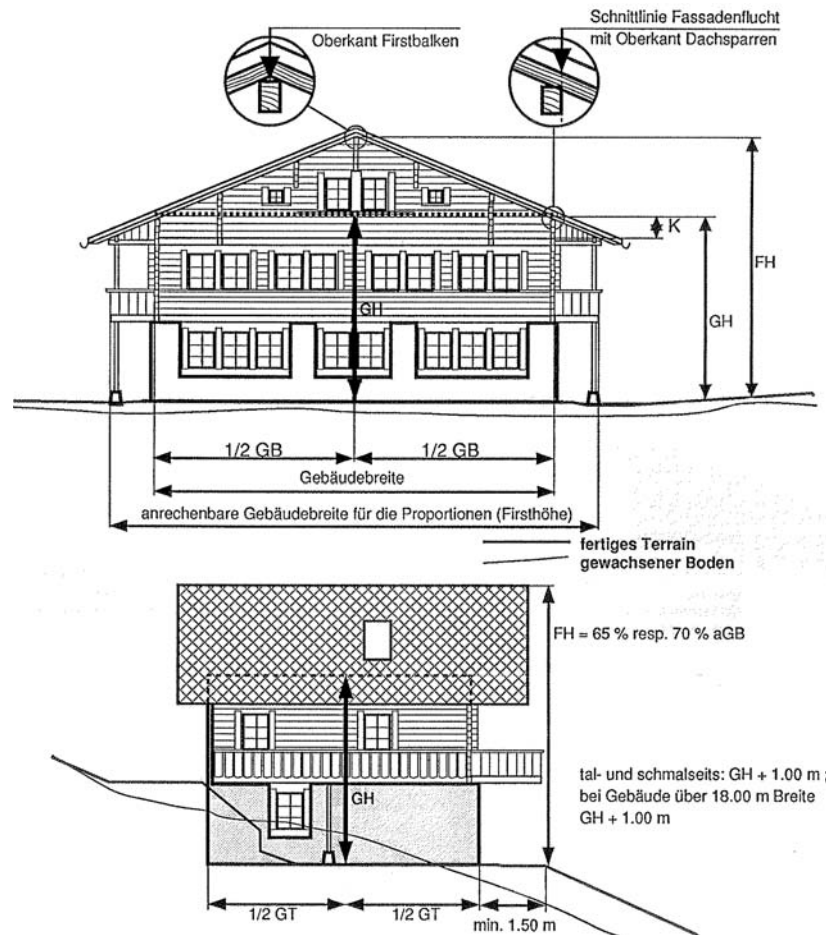 Oberkant Firstbalken
Schnittlinie Fassadenflucht
mit Oberkant Dachsparren
K
FH
GH
GH
1/2 GB
1/2 GB
Gebäudebreite
anrechenbare Gebäudebreite für die Proportionen (Firsthöhe)
fertiges Terrain
gewachsener Boden
FH = 65 % resp. 70 % aGB
tal- und schmalseits: GH + 1.00 m ;
bei Gebäude über 18.00 m Breite
GH + 1.00 m
GH
1/2 GT
1/2 GT
min. 1.50 m